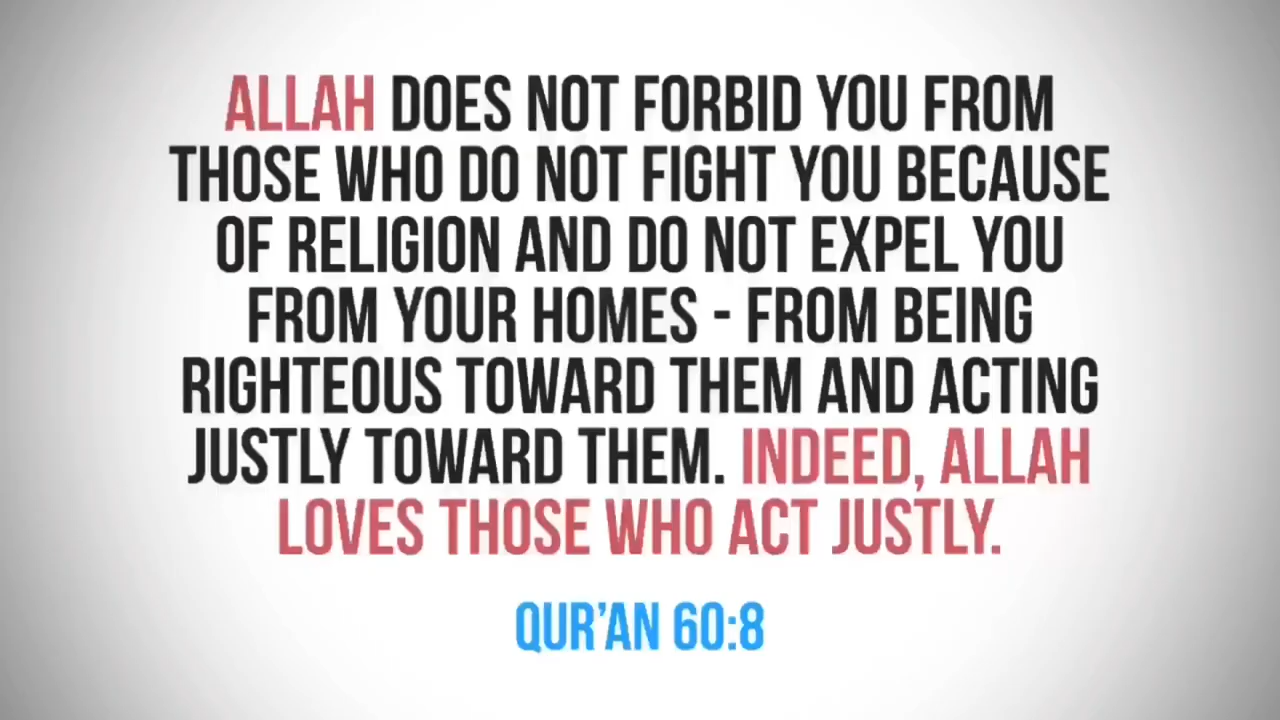 ALLAH DOES NOT FORBID YOU FROM
THOSE WHO DO NOT FIGHT YOU BECAUSE
OF RELIGION AND DO NOT EXPEL YOU
FROM YOUR HOMES - FROM BEING
RIGHTEOUS TOWARD THEM AND ACTING
JUSTLY TOWARD THEM. INDEED, ALLAH
LOVES THOSE WHO ACT JUSTLY.
QUR’AN 60:8